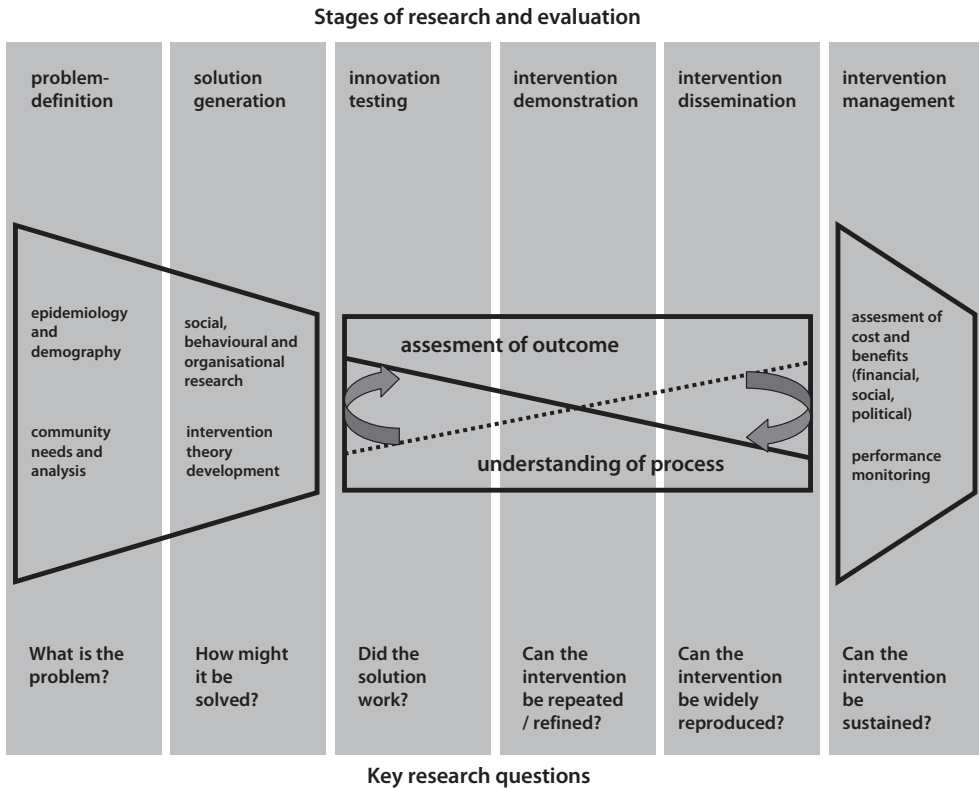 Stages of research and evaluation
problem-
definition
solution
generation
innovation
testing
intervention
demonstration
intervention
dissemination
intervention
management
epidemiology
and
demography
community
needs and
analysis
social,
behavioural and
organisational
research
intervention
theory
development
assesment of outcome
understanding of process
assesment of
cost and
benefits
(financial,
social,
political)
performance
monitoring
What is the
problem?
How might
it be
solved?
Did the
solution
work?
Can the
intervention
be repeated
/ refined?
Can the
intervention
be widely
reproduced?
Can the
intervention
be
sustained?
Key research questions